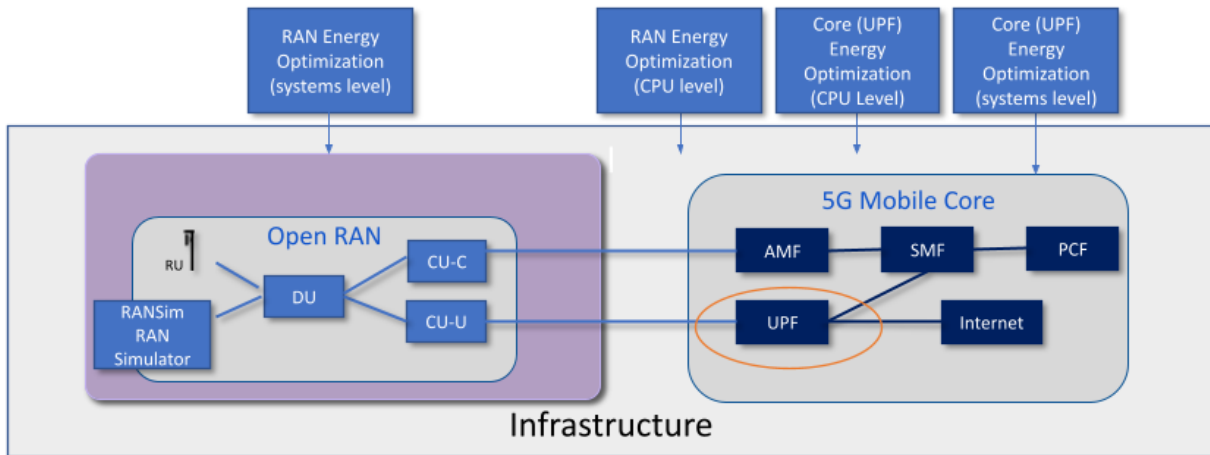 RAN Energy
Optimization
(systems level)
RAN Energy
Optimization
(CPU level)
Core (UPF)
Energy
Optimization
(CPU Level)
Core (UPF)
Energy
Optimization
(systems level)
Open RAN
RU
RANSim
RAN
Simulator
DU
CU-C
CU-U
5G Mobile Core
AMF
SMF
PCF
UPF
Internet
Infrastructure